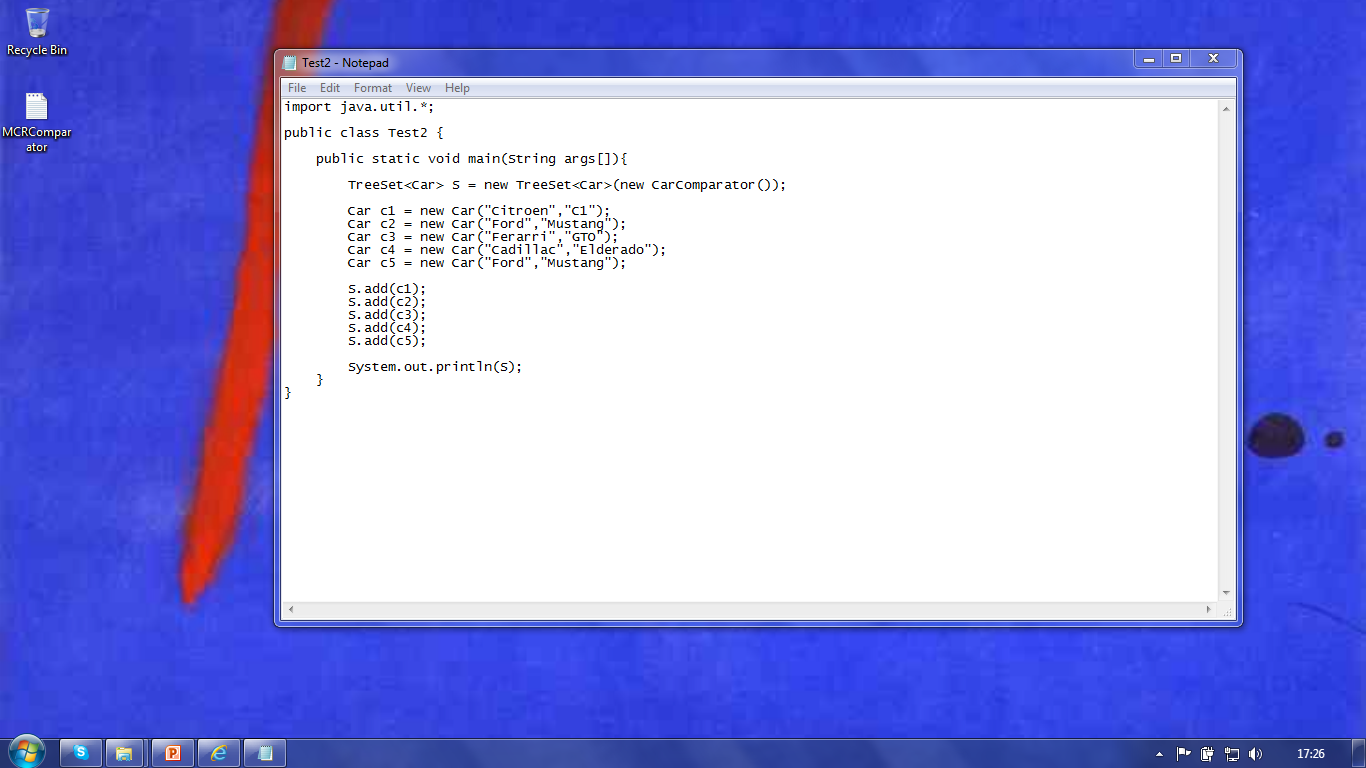 Recycle Bin
MCRCompar
ator
Test2 - Notepad
File Edit Format View Help
import java.util.*;
public class Test2 {
public static void main(String args[]){
TreeSet<Car> S = new TreeSet<Car>(new CarComparator());
Car c1 = new Car("Citroen","C1");
Car c2 = new Car("Ford","Mustang");
Car c3 = new Car("Ferarri","GTO");
Car c4 = new Car("Cadillac","Elderado");
Car c5 = new Car("Ford","Mustang");
S.add(c1);
S.add(c2);
S.add(c3);
S.add(c4);
S.add(c5);
System.out.println(S);
}
}
17:26